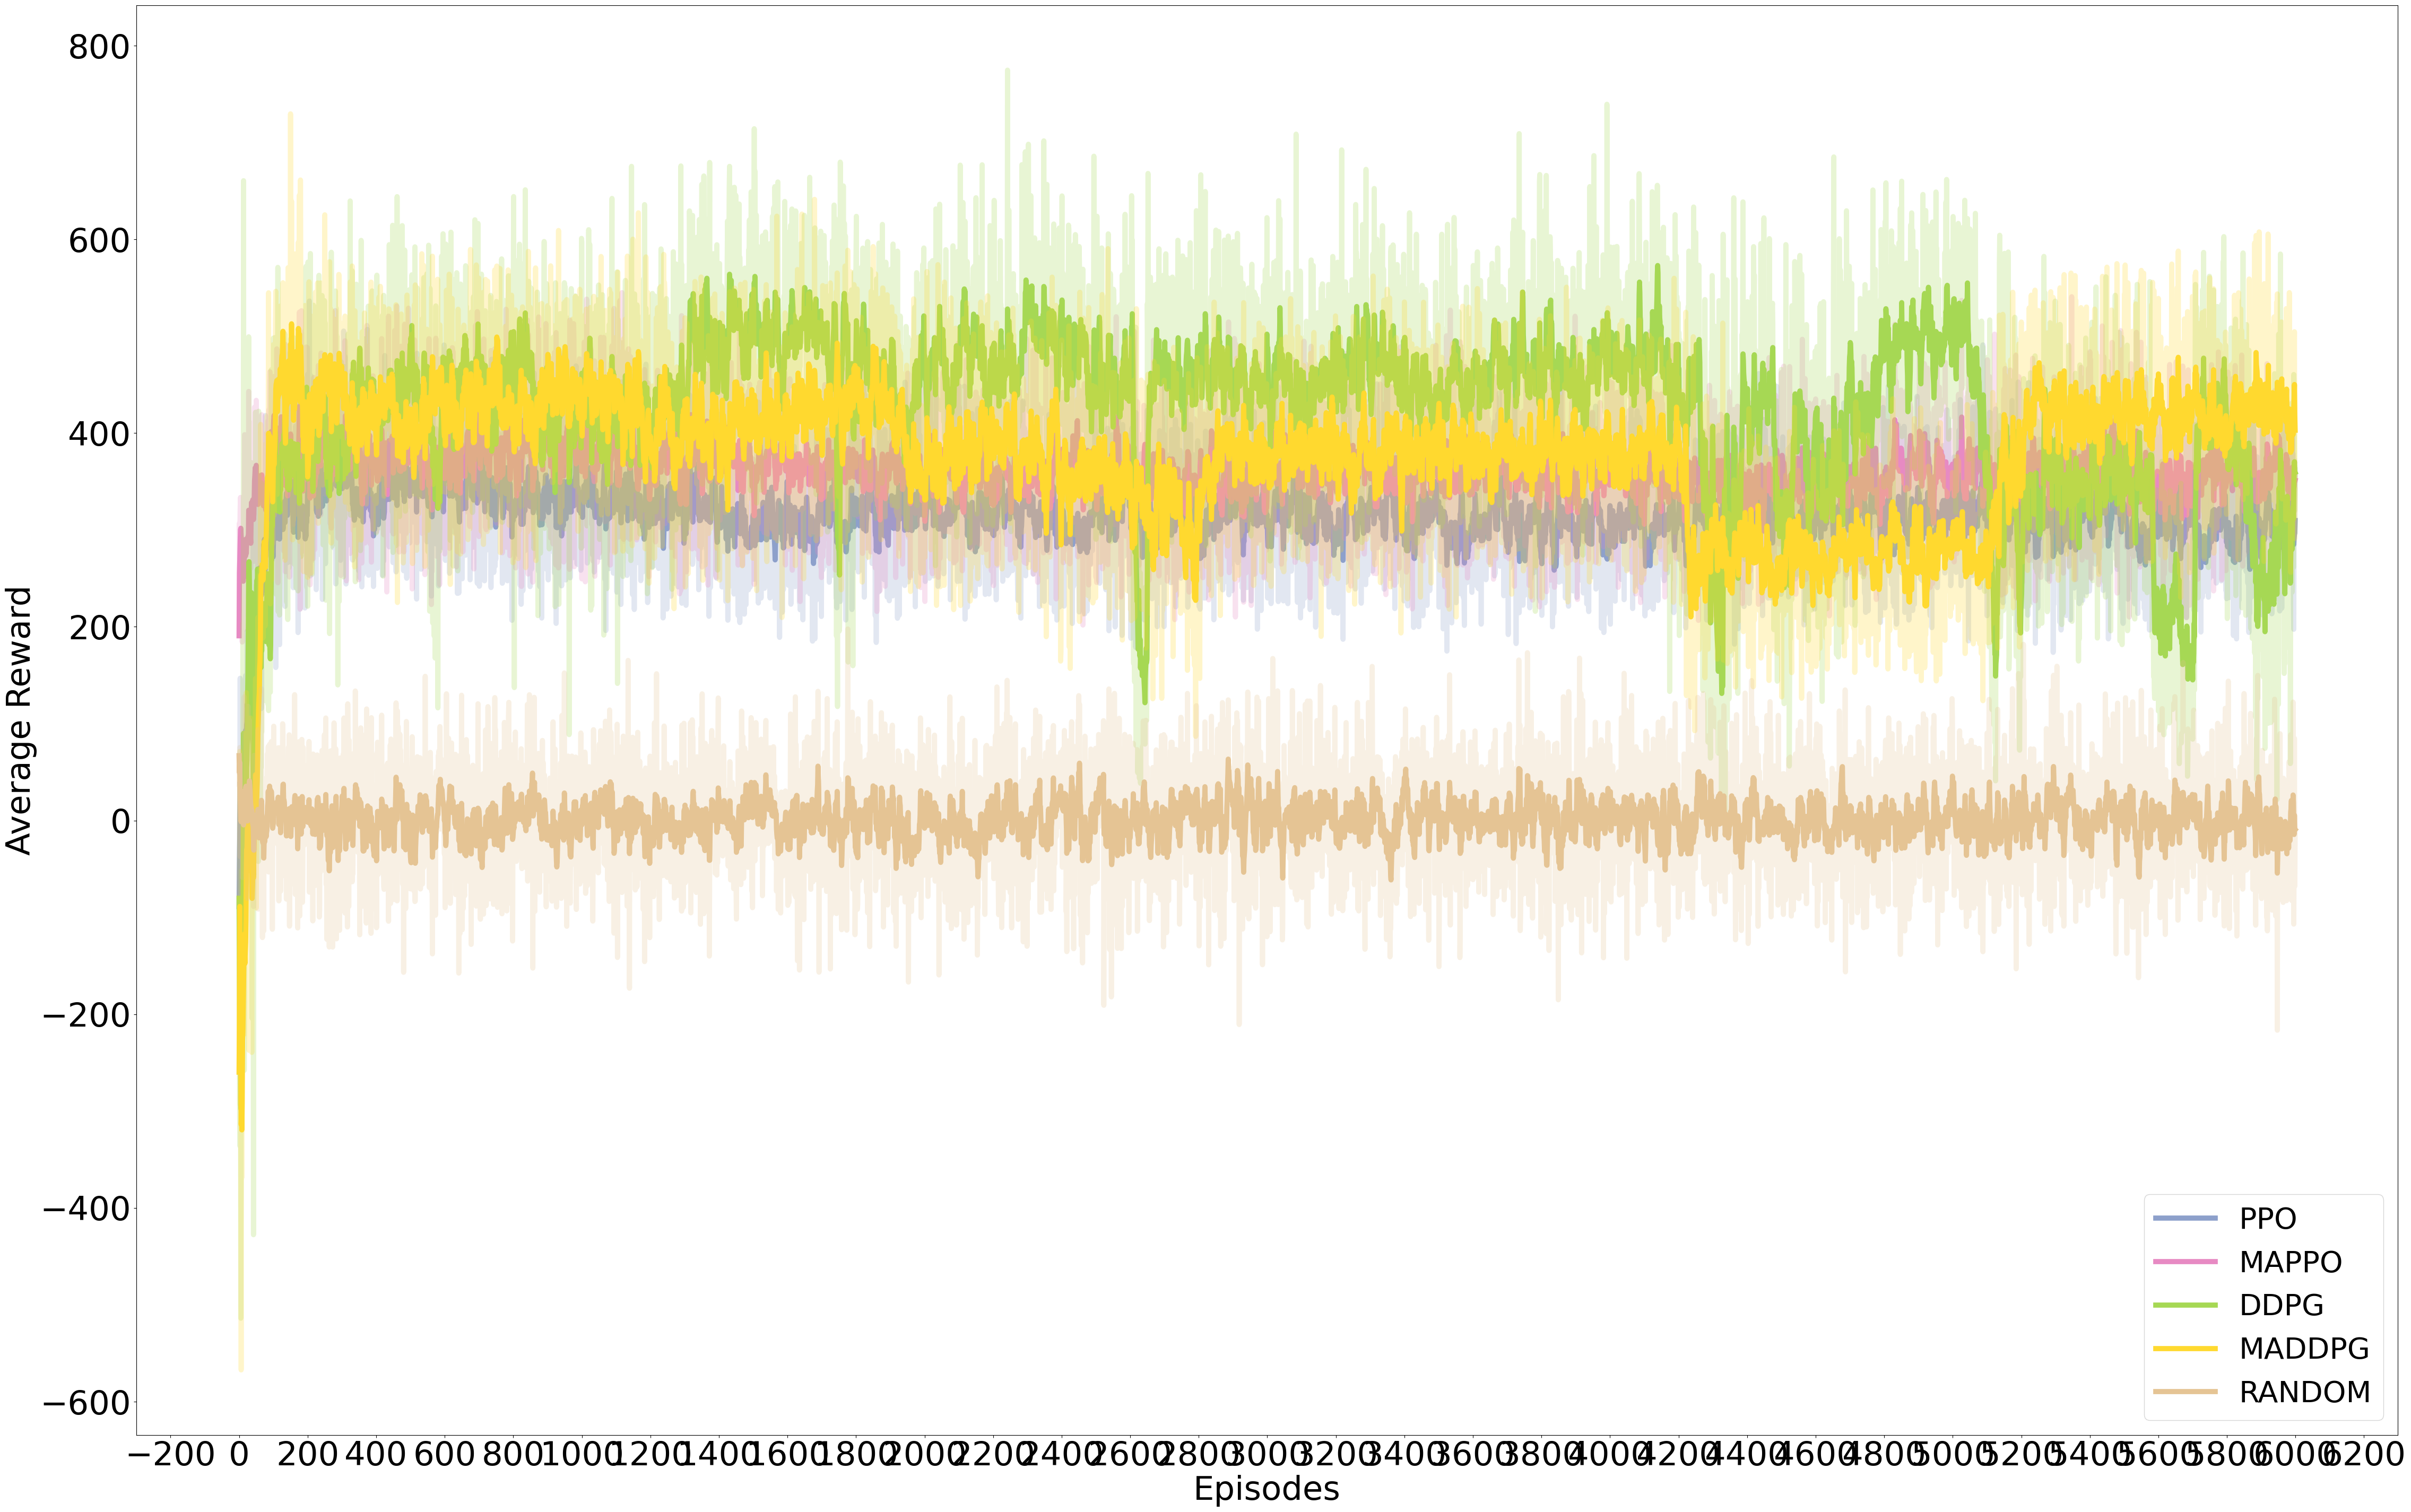 800
600
400
200
0
−200
−400
−600
Average Reward
−200 0 200 400 600 800 1000 1200 1400 1600 1800 2000 2200 2400 2600 2800 3000 3200 3400 3600 3800 4000 4200 4400 4600 4800 5000 5200 5400 5600 5800 6000 6200
Episodes
PPO
MAPPO
DDPG
MADDPG
RANDOM